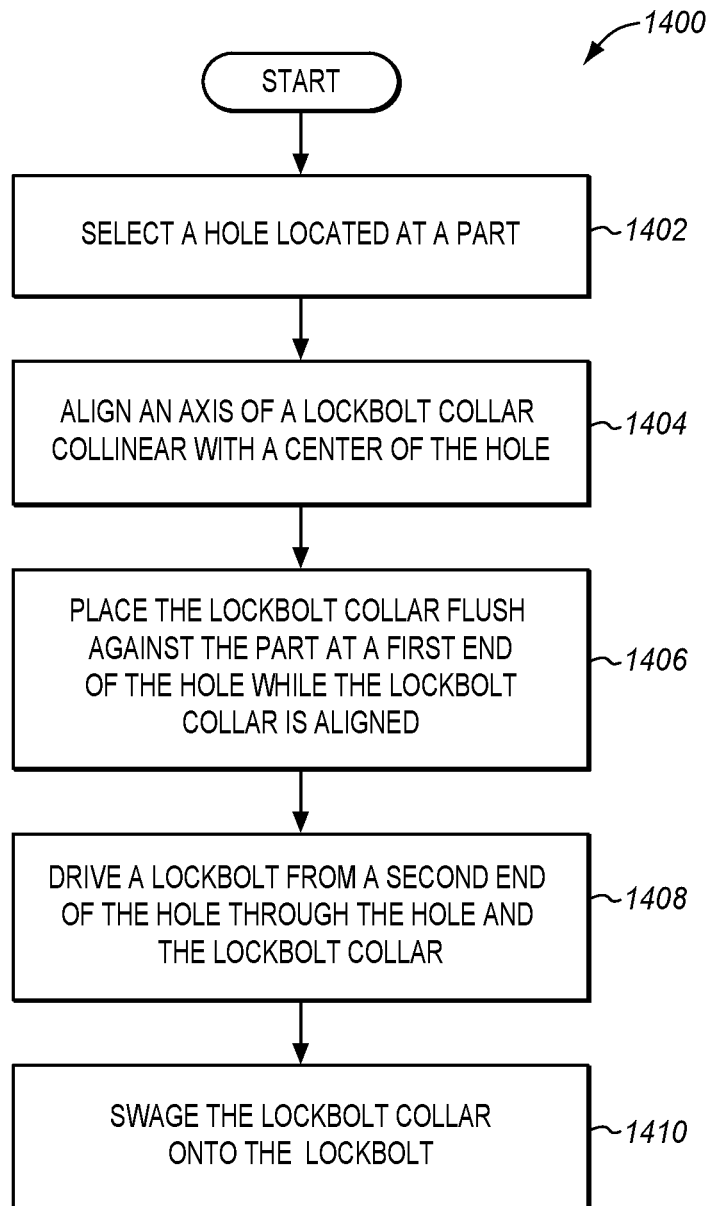 1400
START
SELECT A HOLE LOCATED AT A PART
1402
ALIGN AN AXIS OF A LOCKBOLT COLLAR
COLLINEAR WITH A CENTER OF THE HOLE
1404
PLACE THE LOCKBOLT COLLAR FLUSH
AGAINST THE PART AT A FIRST END
OF THE HOLE WHILE THE LOCKBOLT
COLLAR IS ALIGNED
1406
DRIVE A LOCKBOLT FROM A SECOND END
OF THE HOLE THROUGH THE HOLE AND
THE LOCKBOLT COLLAR
1408
SWAGE THE LOCKBOLT COLLAR
ONTO THE LOCKBOLT
1410